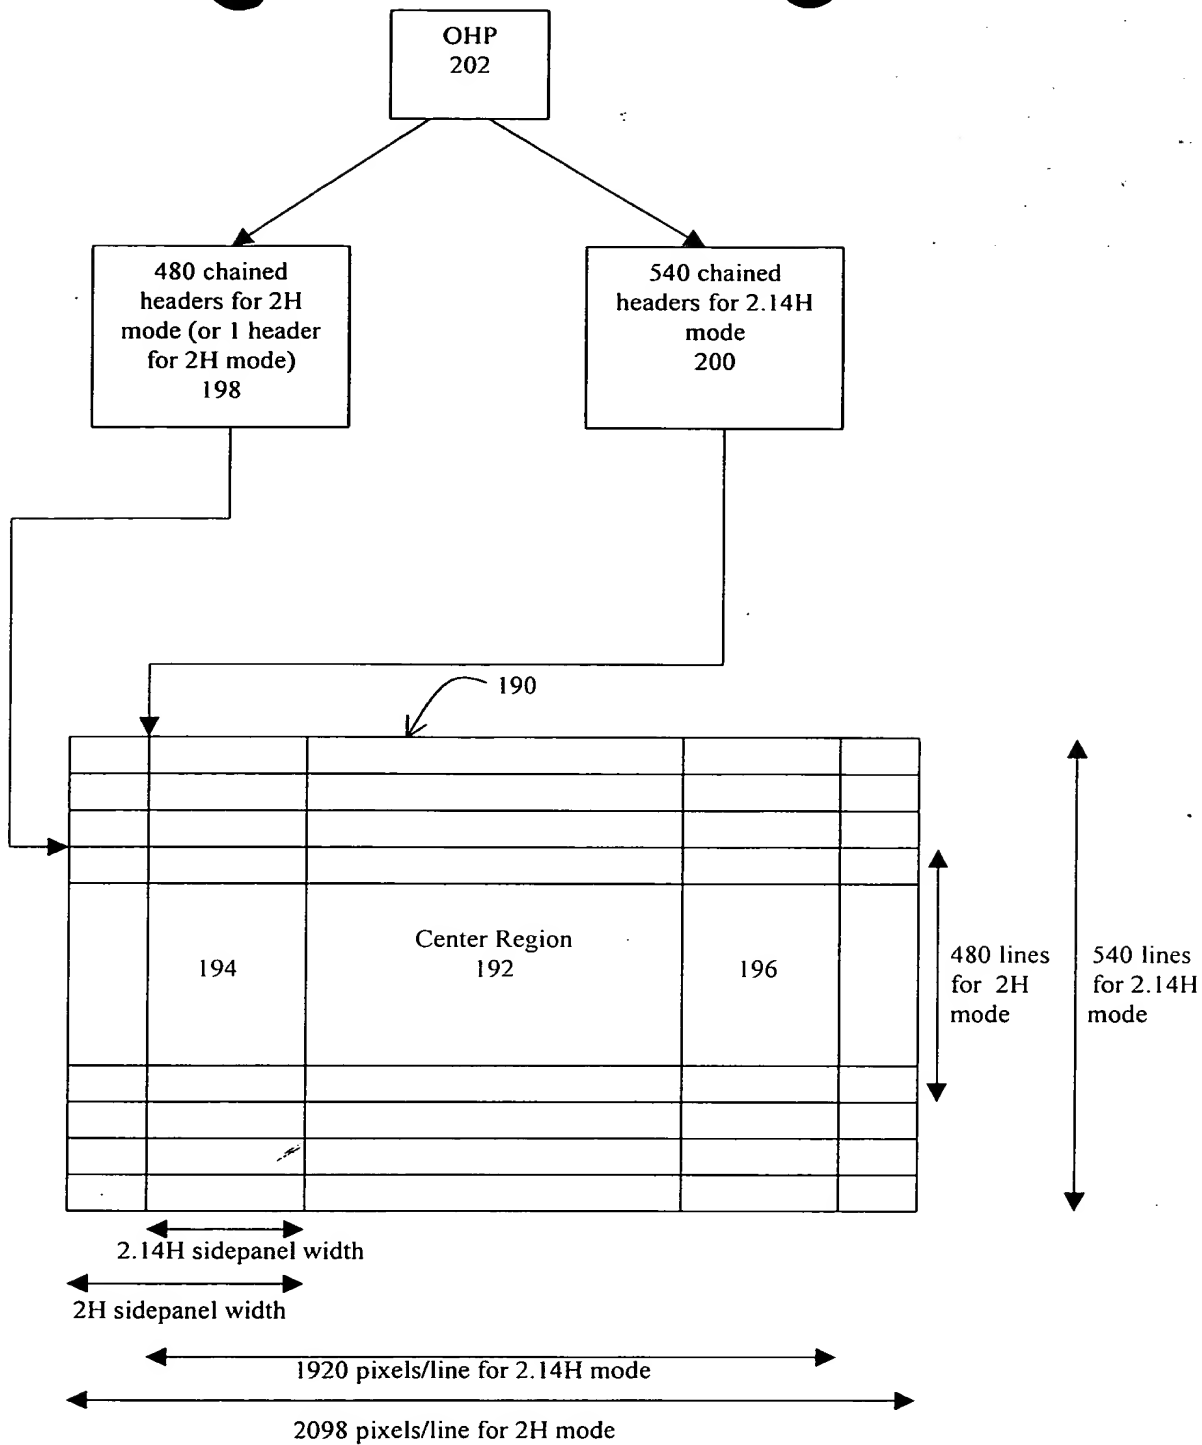 OHP
202
480 chained
headers for 2H
mode (or 1 header
for 2H mode)
198
540 chained
headers for 2.14H
mode
200
190
Center Region
194
192
196
480 lines
for 2H
mode
540 lines
for 2.14H
mode
2.14H sidepanel width
2H sidepanel width
1920 pixels/line for 2.14H mode
2098 pixels/line for 2H mode